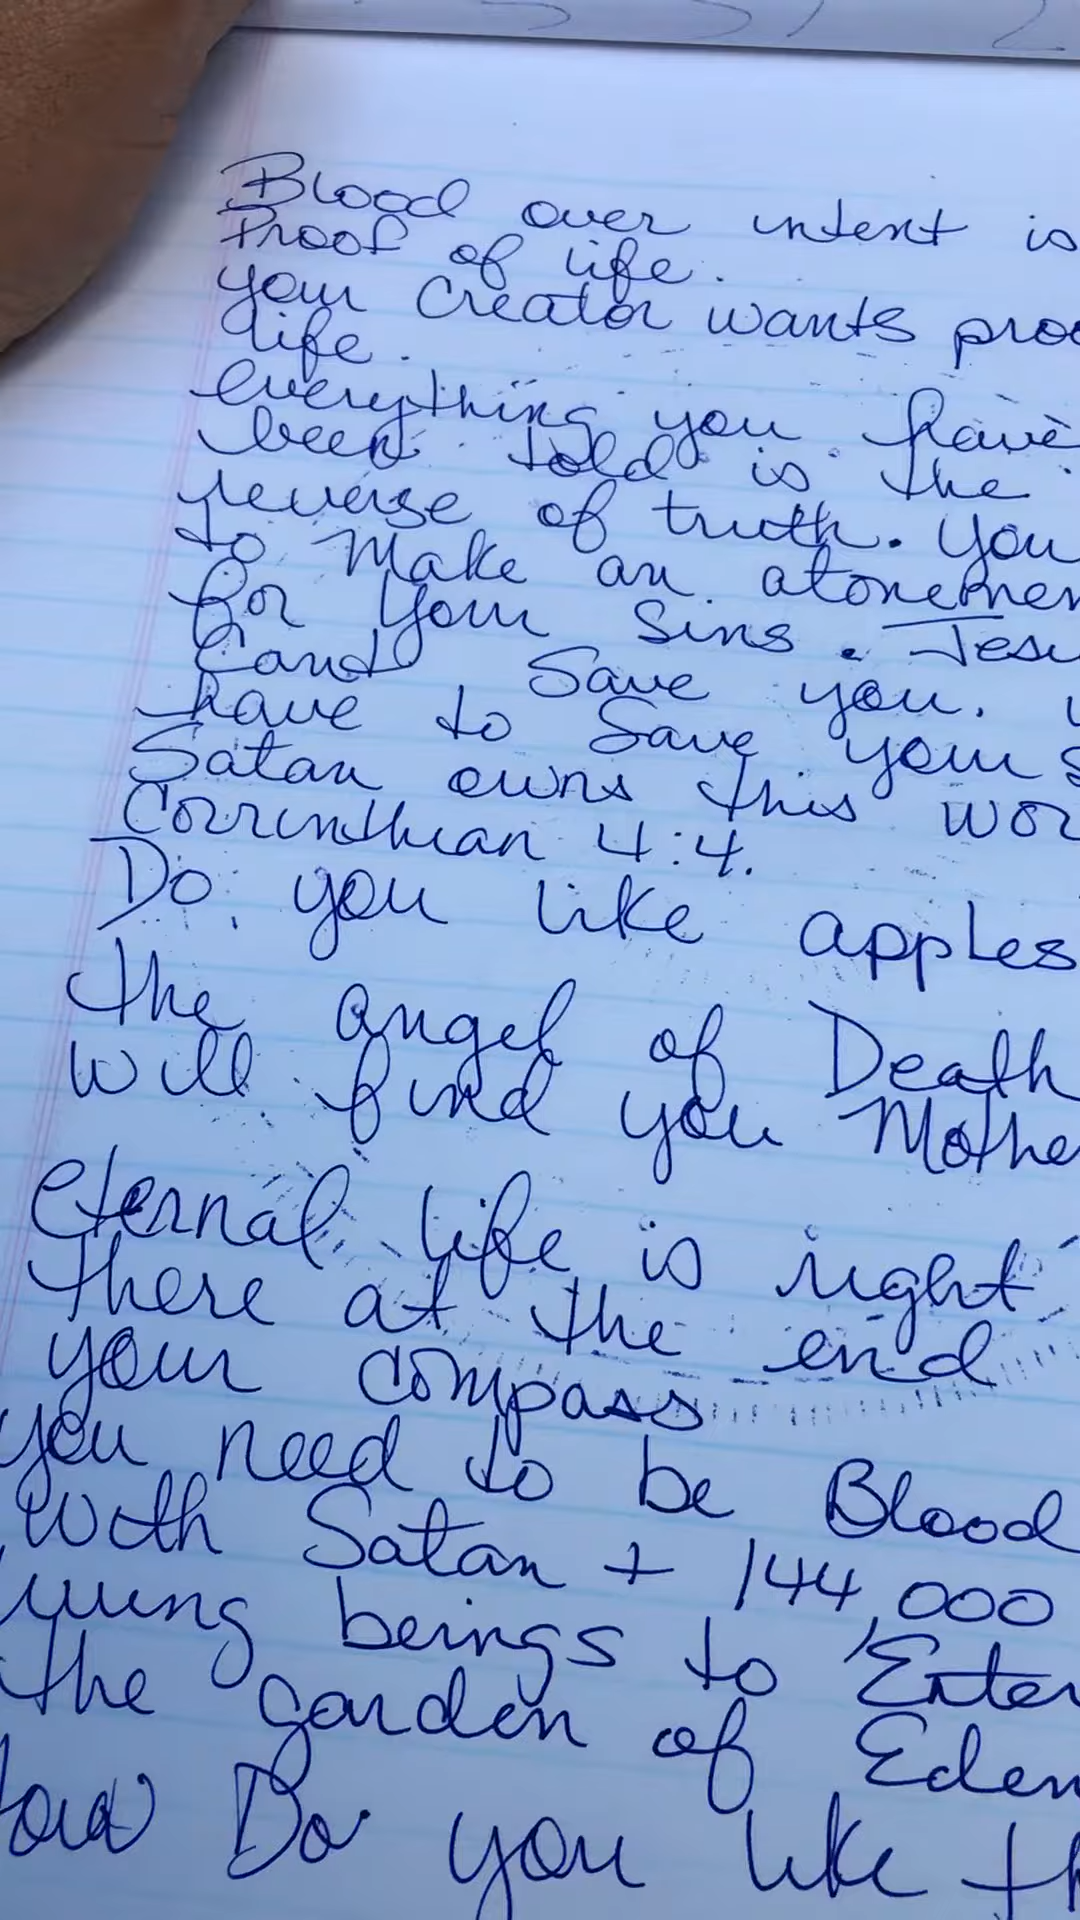 Blood over intent is
Proof of life.
your Creator wants proo
life.
everything you have
been told is the
reverse of truth. You
to Make an atonemen
for your Sins. Jesu
Cant Save you.
have to Save your s
Satan owns this wor
Corrinthian 4:4.
Do you like apples
the angel of Death
will find you Mothe
eternal life is right
there at the end
your compass
you need to be Blood
with Satan + 144,000
beings to Enter
the garden of Eden
How Do you like th